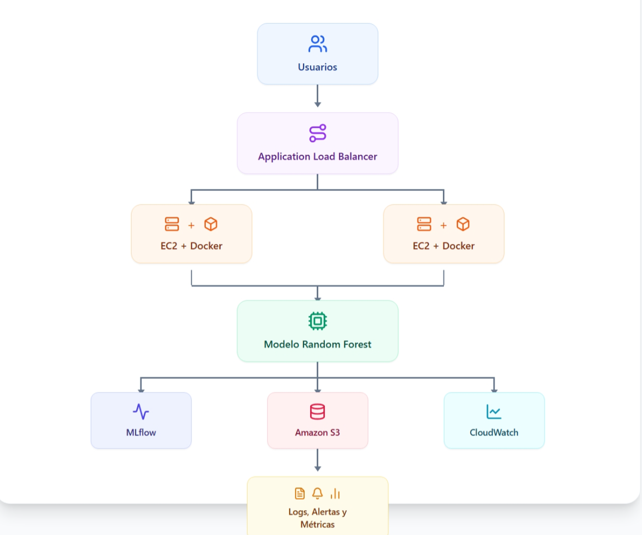 Usuarios
Application Load Balancer
+
+
EC2 + Docker
EC2 + Docker
Modelo Random Forest
MLflow
Amazon S3
CloudWatch
Logs, Alertas y
Métricas